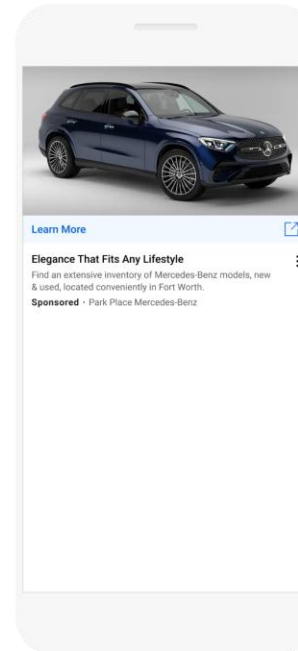 Learn More
Elegance That Fits Any Lifestyle
Find an extensive inventory of Mercedes-Benz models, new
& used, located conveniently in Fort Worth.
Sponsored · Park Place Mercedes-Benz